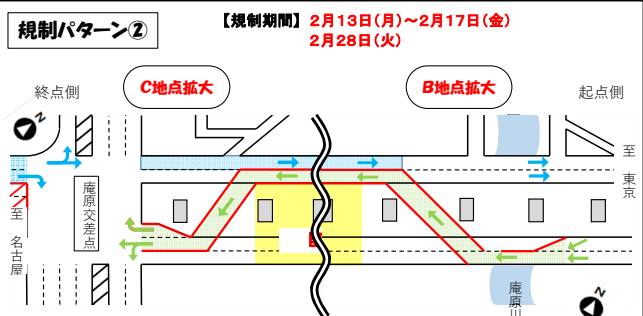 規制パターン②
【規制期間】2月13日(月)~2月17日(金)
2月28日(火)
C地点拡大
B地点拡大
終点側
起点側
N
至 東京
庵原交差点
至 名古屋
庵原川
N